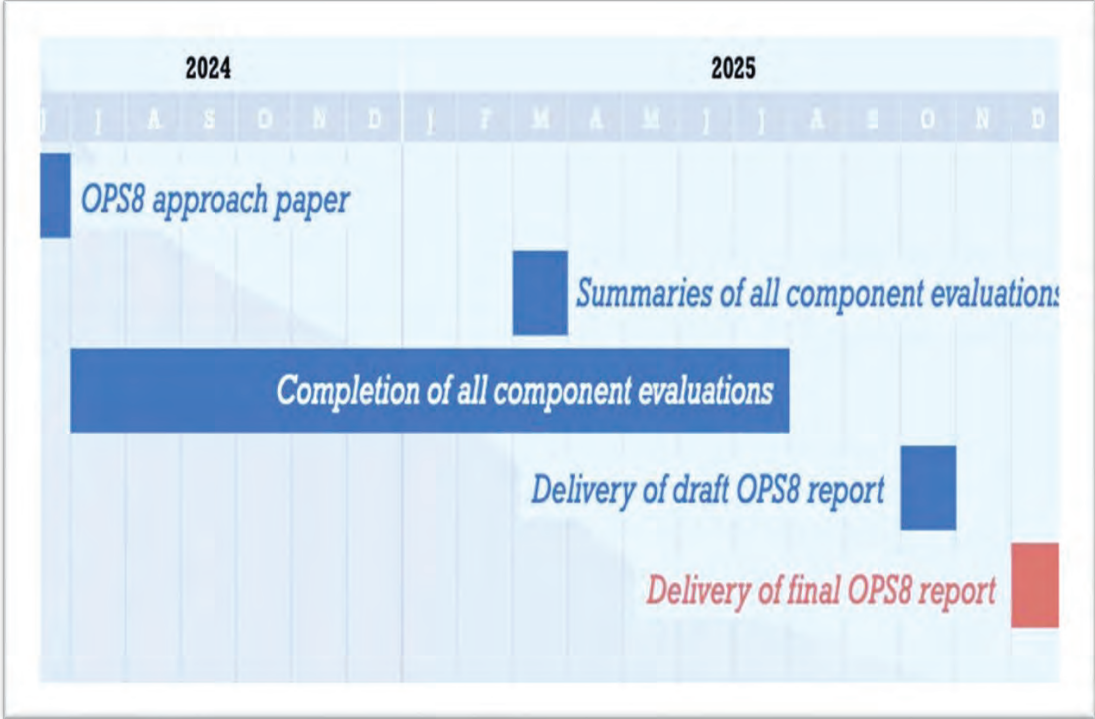 2024 2025
J J A S O N D J F M A M J J A S O N D
OPS8 approach paper
Summaries of all component evaluations
Completion of all component evaluations
Delivery of draft OPS8 report
Delivery of final OPS8 report